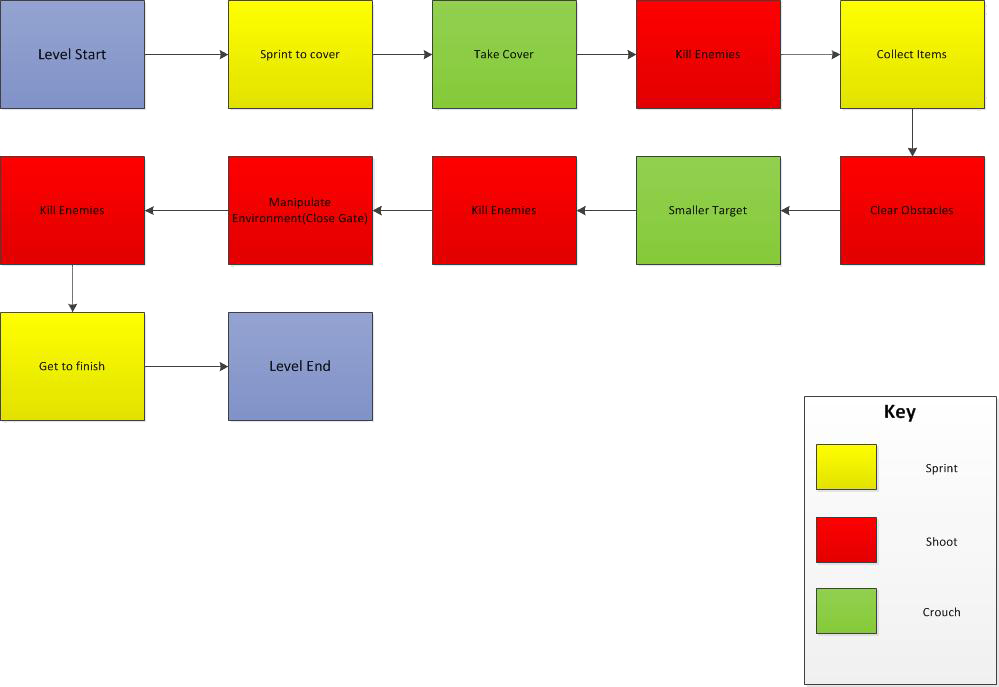 Level Start
Sprint to cover
Take Cover
Kill Enemies
Collect Items
Kill Enemies
Manipulate
Environment(Close Gate)
Kill Enemies
Smaller Target
Clear Obstacles
Get to finish
Level End
Key
Sprint
Shoot
Crouch